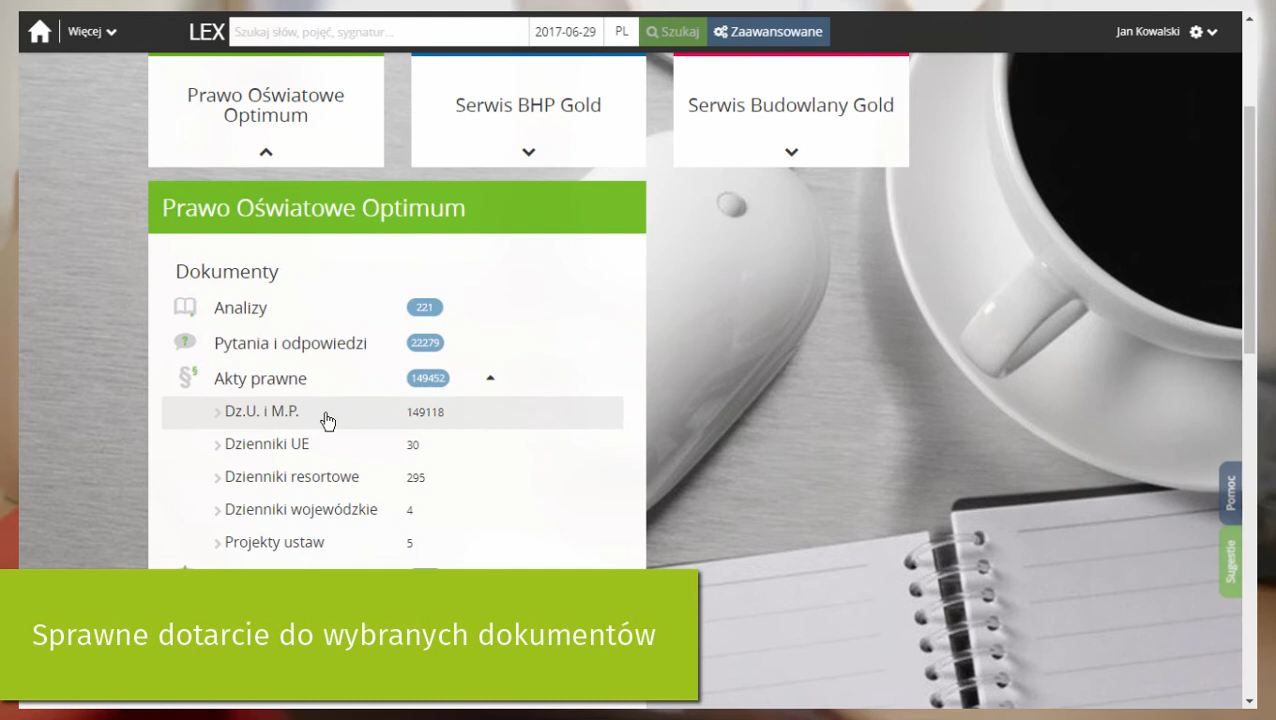 Więcej
LEX
Szukaj słów, pojęć, sygnatur...
2017-06-29
PL
Szukaj
Zaawansowane
Jan Kowalski
Prawo Oświatowe
Optimum
Serwis BHP Gold
Serwis Budowlany Gold
Prawo Oświatowe Optimum
Dokumenty
Analizy 221
Pytania i odpowiedzi 22279
Akty prawne 149452
Dz.U. i M.P. 149118
Dzienniki UE 30
Dzienniki resortowe 295
Dzienniki wojewódzkie 4
Projekty ustaw 5
Pomoc
Sugestie
Sprawne dotarcie do wybranych dokumentów